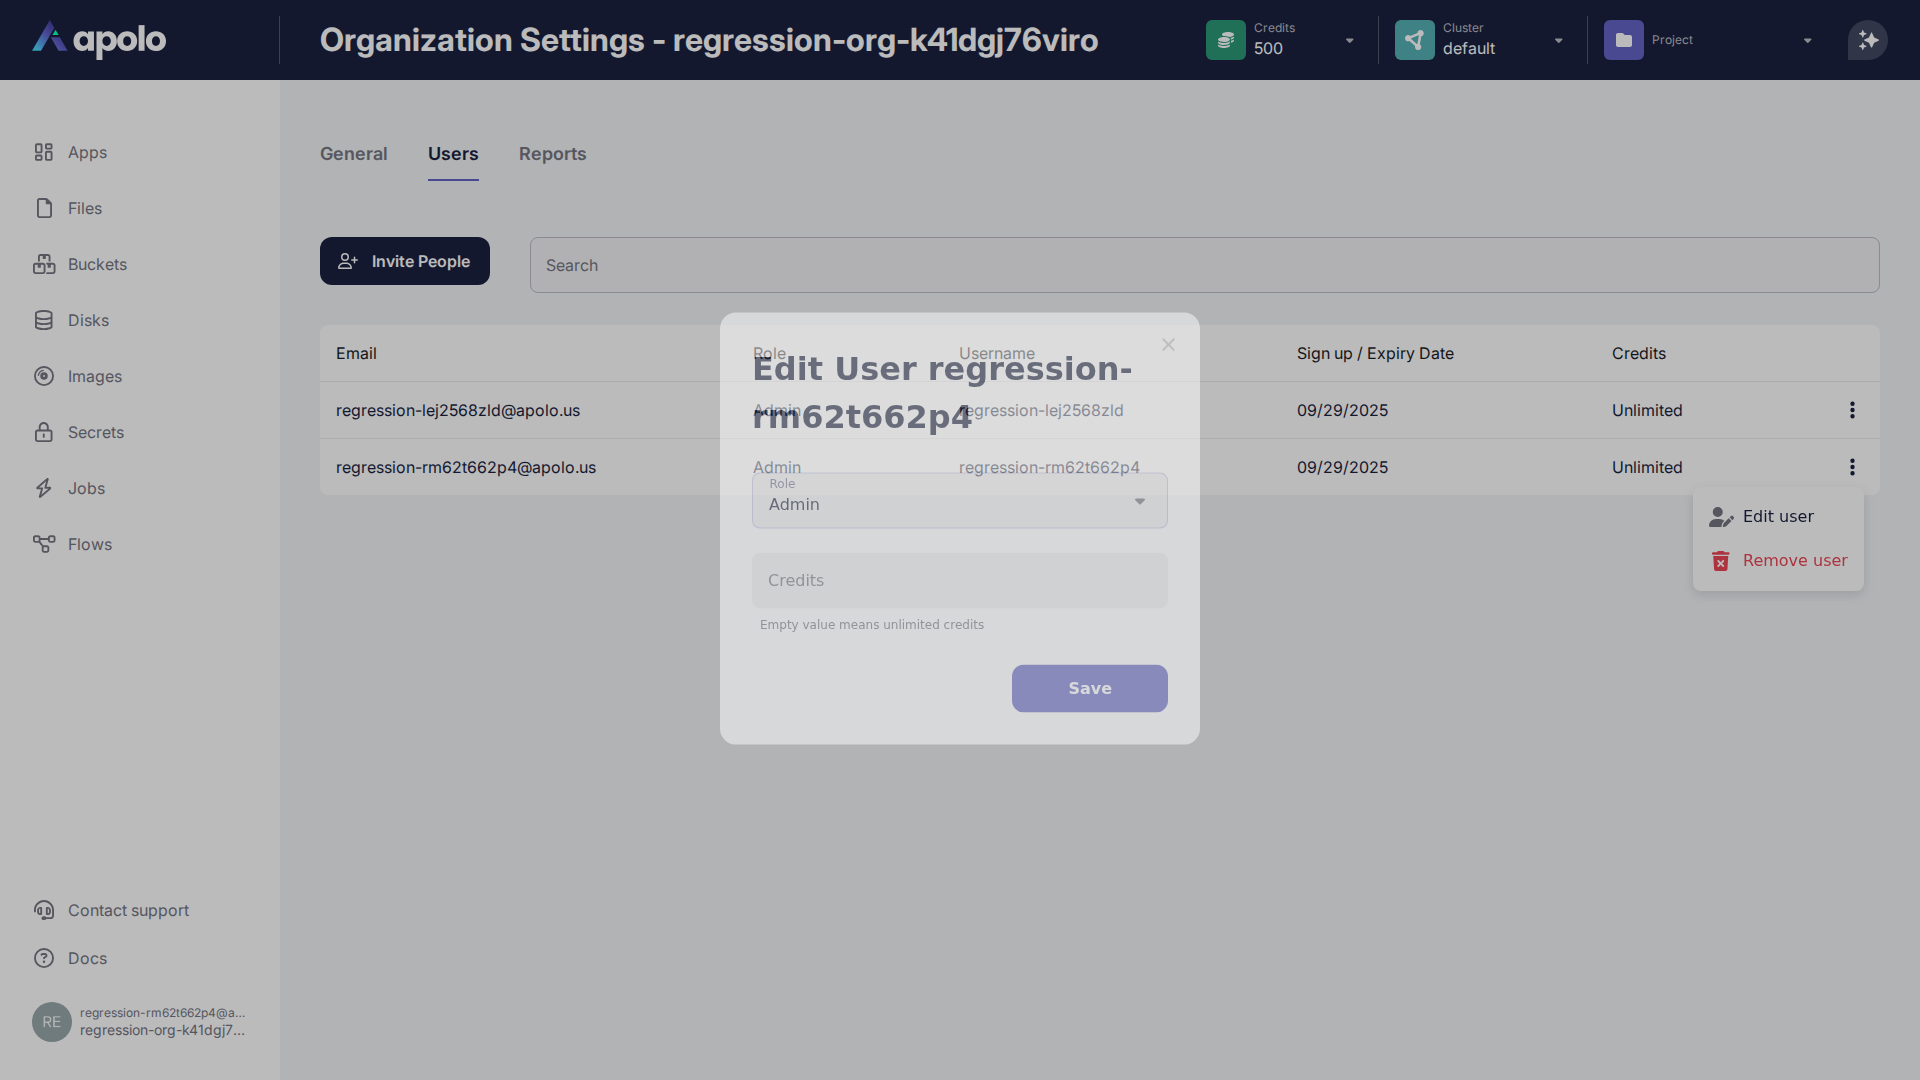 apolo
Organization Settings - regression-org-k41dgj76viro
Credits
500
Cluster
default
Project
Apps
Files
Buckets
Disks
Images
Secrets
Jobs
Flows
Contact support
Docs
RE
regression-rm62t662p4@a...
regression-org-k41dgj7...
General
Users
Reports
Invite People
Search
Email
Role
Username
Sign up / Expiry Date
Credits
regression-lej2568zld@apolo.us
Admin
regression-lej2568zld
09/29/2025
Unlimited
regression-rm62t662p4@apolo.us
Admin
regression-rm62t662p4
09/29/2025
Unlimited
Edit user
Remove user
Edit User regression-
rm62t662p4
Role
Admin
Credits
Empty value means unlimited credits
Save